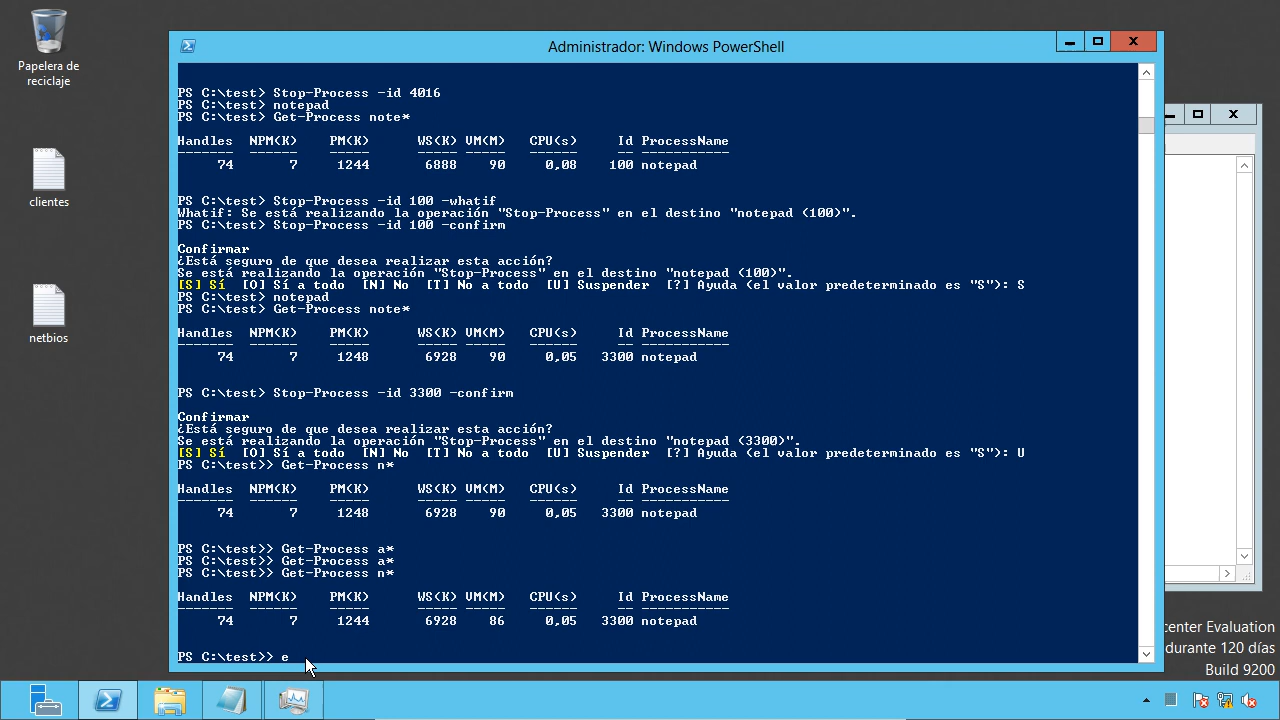 Papelera de
reciclaje
clientes
netbios
Administrador: Windows PowerShell
PS C:\test> Stop-Process -id 4016
PS C:\test> notepad
PS C:\test> Get-Process note*
Handles NPM(K) PM(K) WS(K) VM(M) CPU(s) Id ProcessName
------- ------ ----- ----- ----- ------ -- -----------
74 7 1244 6888 90 0,08 100 notepad
PS C:\test> Stop-Process -id 100 -whatif
Whatif: Se está realizando la operación "Stop-Process" en el destino "notepad (100)".
PS C:\test> Stop-Process -id 100 -confirm
Confirmar
¿Está seguro de que desea realizar esta acción?
Se está realizando la operación "Stop-Process" en el destino "notepad (100)".
[S] Sí [O] Sí a todo [N] No [T] No a todo [U] Suspender [?] Ayuda (el valor predeterminado es "S"): S
PS C:\test> notepad
PS C:\test> Get-Process note*
Handles NPM(K) PM(K) WS(K) VM(M) CPU(s) Id ProcessName
------- ------ ----- ----- ----- ------ -- -----------
74 7 1248 6928 90 0,05 3300 notepad
PS C:\test> Stop-Process -id 3300 -confirm
Confirmar
¿Está seguro de que desea realizar esta acción?
Se está realizando la operación "Stop-Process" en el destino "notepad (3300)".
[S] Sí [O] Sí a todo [N] No [T] No a todo [U] Suspender [?] Ayuda (el valor predeterminado es "S"): U
PS C:\test>> Get-Process n*
Handles NPM(K) PM(K) WS(K) VM(M) CPU(s) Id ProcessName
------- ------ ----- ----- ----- ------ -- -----------
74 7 1248 6928 90 0,05 3300 notepad
PS C:\test>> Get-Process a*
PS C:\test>> Get-Process a*
PS C:\test>> Get-Process n*
Handles NPM(K) PM(K) WS(K) VM(M) CPU(s) Id ProcessName
------- ------ ----- ----- ----- ------ -- -----------
74 7 1244 6928 86 0,05 3300 notepad
PS C:\test>> e
center Evaluation
durante 120 días
Build 9200